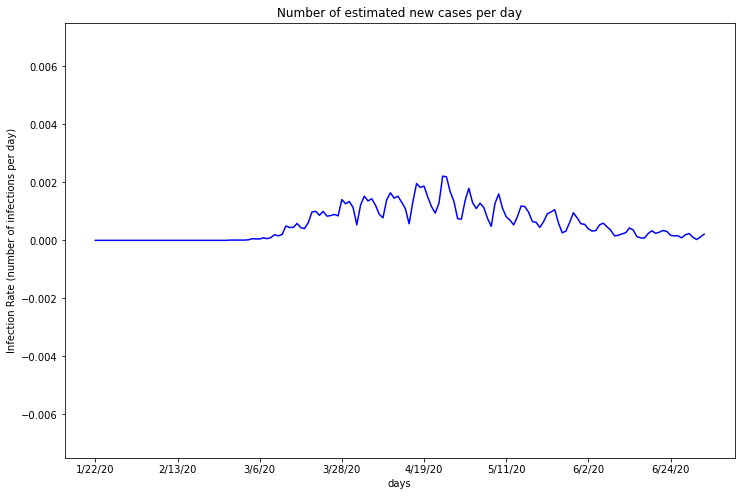 Number of estimated new cases per day
Infection Rate (number of infections per day)
0.006
0.004
0.002
0.000
−0.002
−0.004
−0.006
1/22/20 2/13/20 3/6/20 3/28/20 4/19/20 5/11/20 6/2/20 6/24/20
days